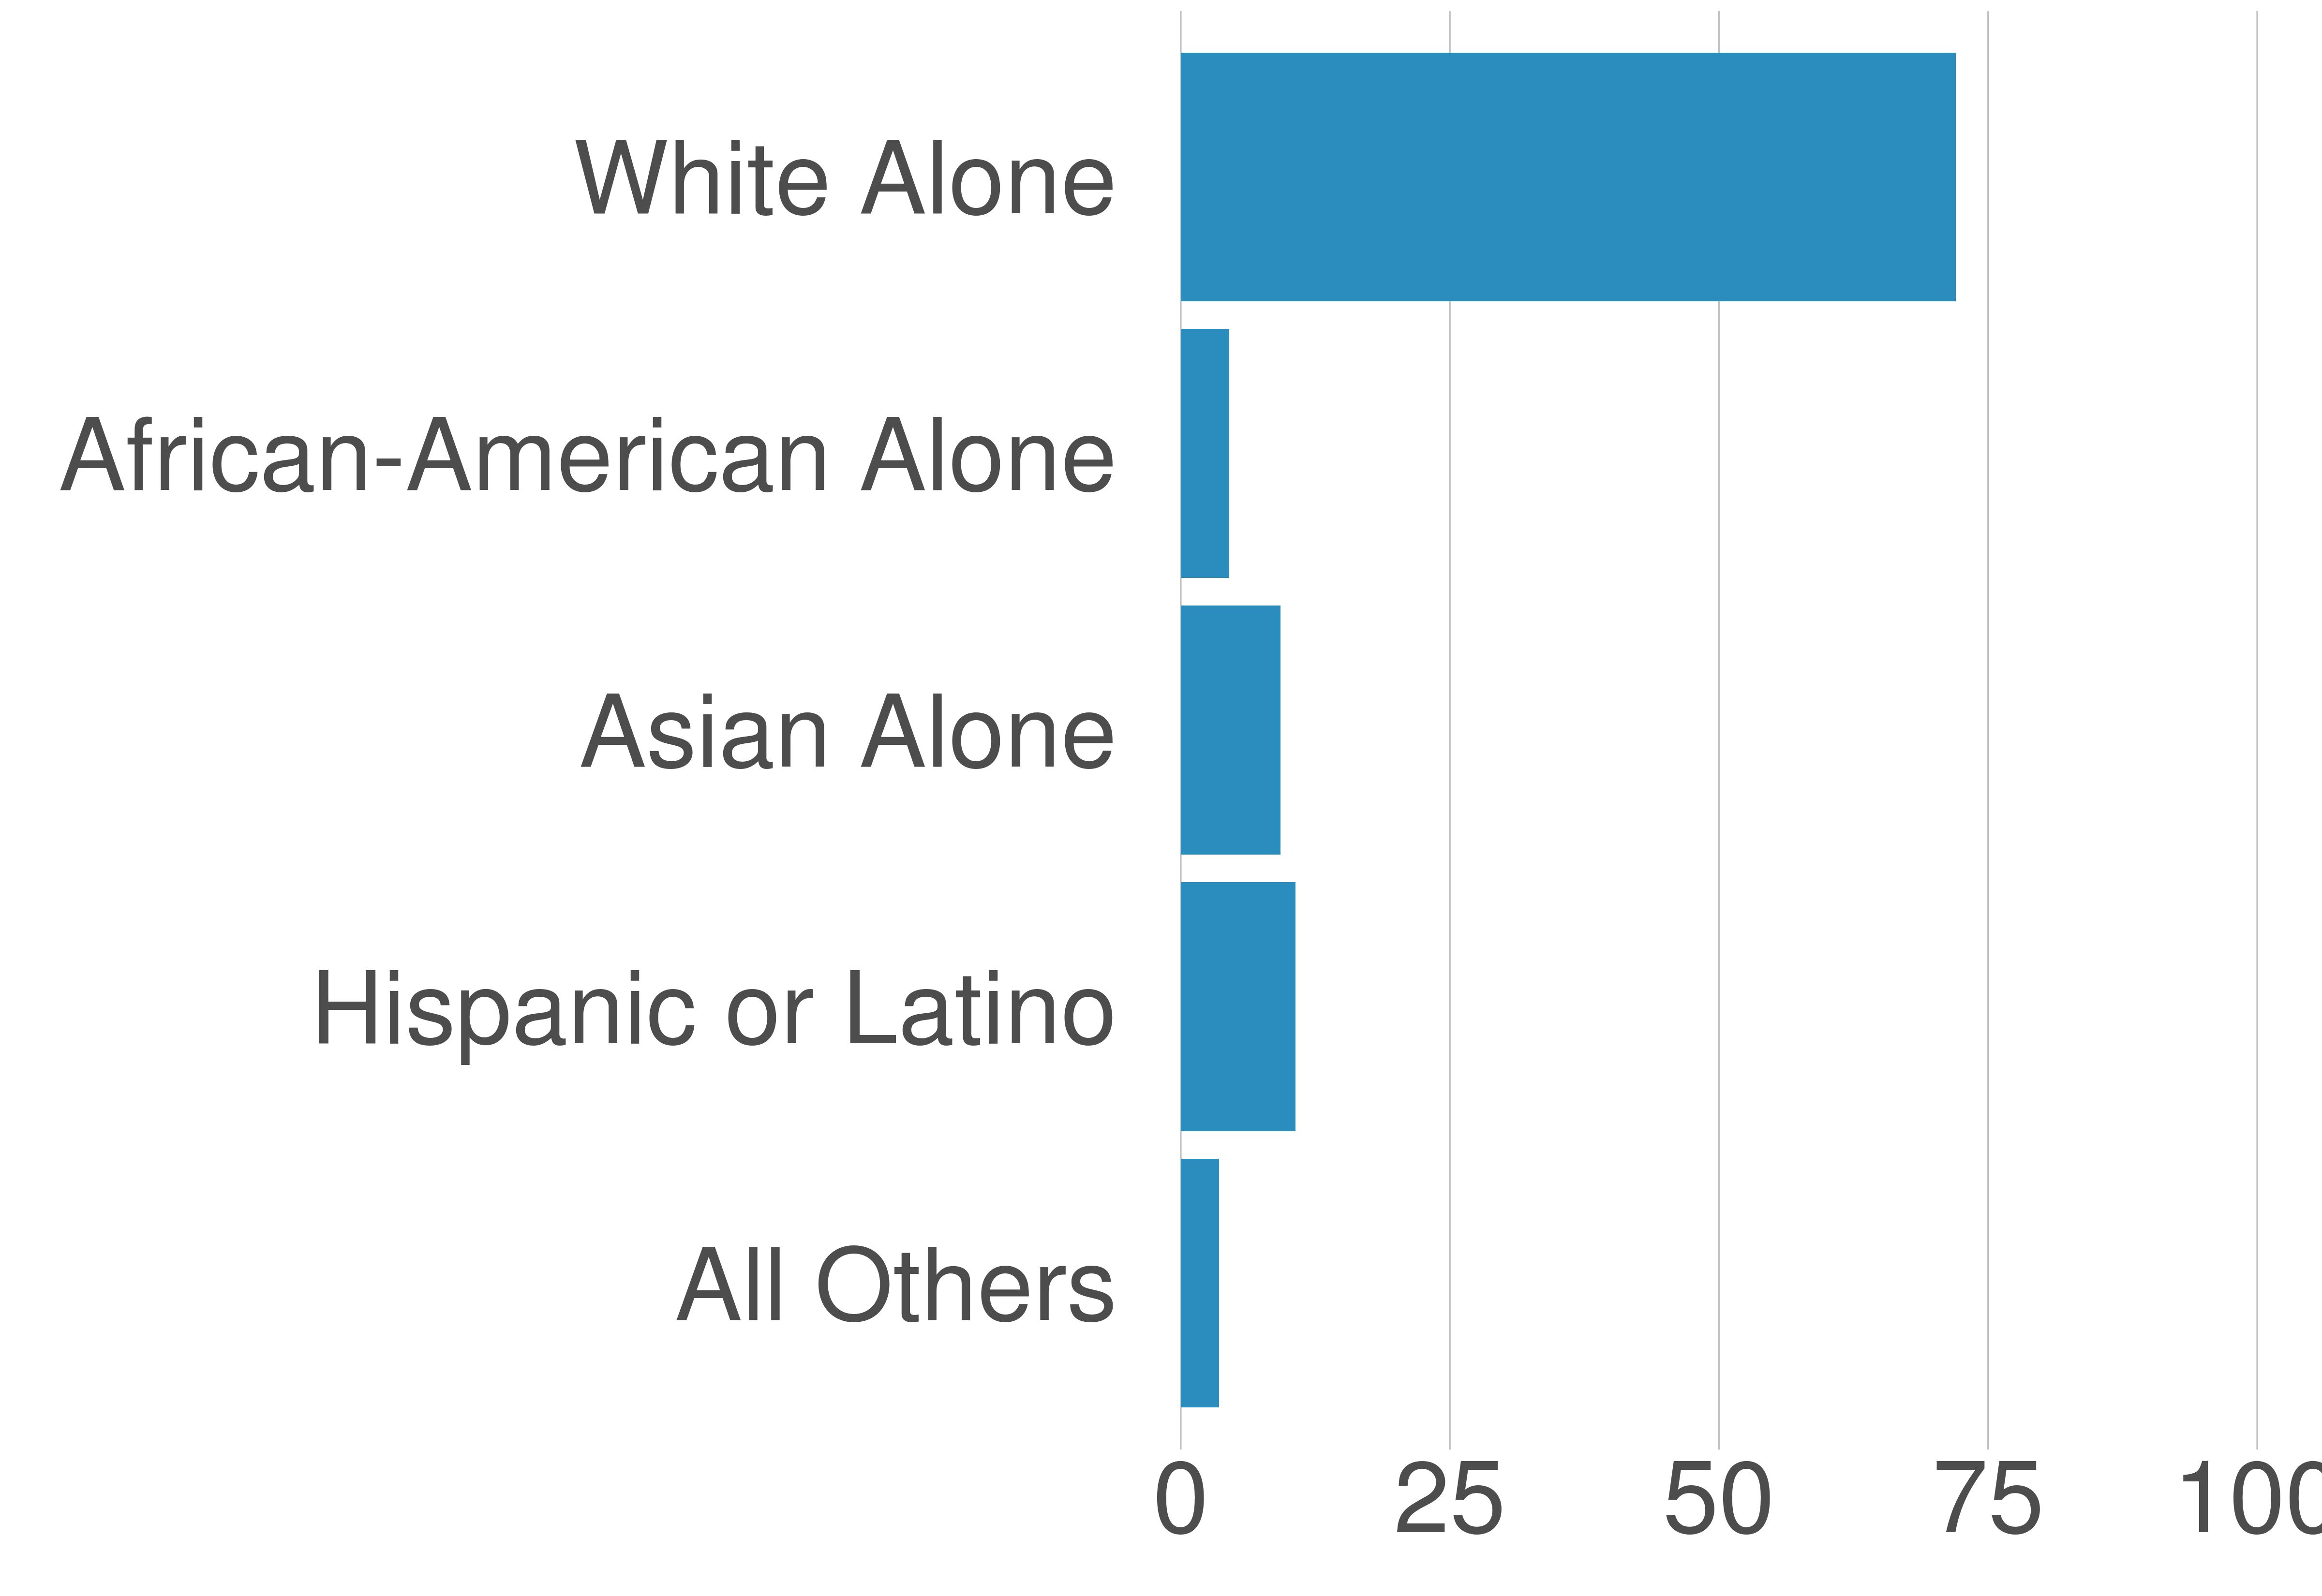 White Alone
African-American Alone
Asian Alone
Hispanic or Latino
All Others
0 25 50 75 100